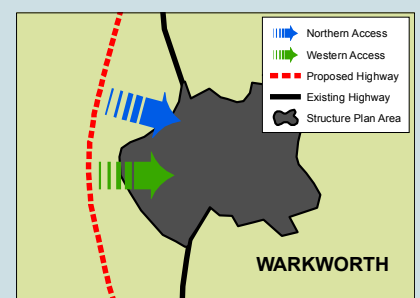 Northern Access
Western Access
Proposed Highway
Existing Highway
Structure Plan Area
WARKWORTH